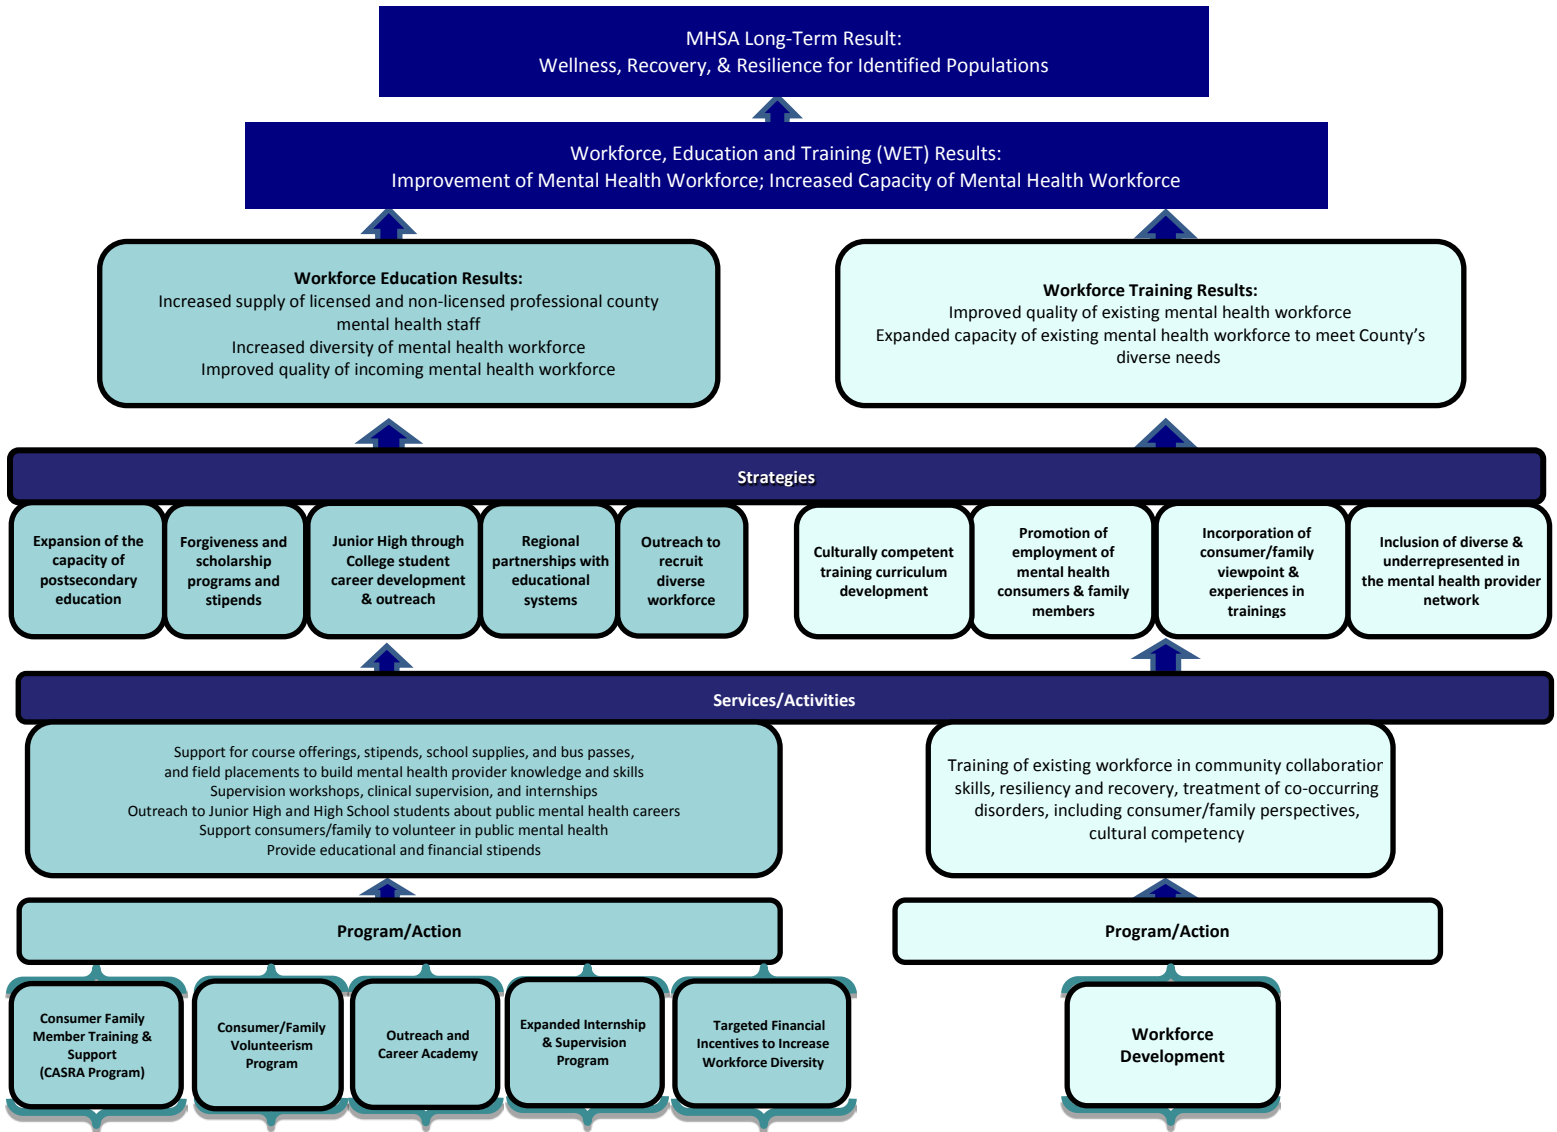 MHSA Long-Term Result:
Wellness, Recovery, & Resilience for Identified Populations
Workforce, Education and Training (WET) Results:
Improvement of Mental Health Workforce; Increased Capacity of Mental Health Workforce
Workforce Education Results:
Increased supply of licensed and non-licensed professional county
mental health staff
Increased diversity of mental health workforce
Improved quality of incoming mental health workforce
Workforce Training Results:
Improved quality of existing mental health workforce
Expanded capacity of existing mental health workforce to meet County's
diverse needs
Strategies
Expansion of the
capacity of
postsecondary
education
Forgiveness and
scholarship
programs and
stipends
Junior High through
College student
career development
& outreach
Regional
partnerships with
educational
systems
Outreach to
recruit
diverse
workforce
Culturally competent
training curriculum
development
Promotion of
employment of
mental health
consumers & family
members
Incorporation of
consumer/family
viewpoint &
experiences in
trainings
Inclusion of diverse &
underrepresented in
the mental health provider
network
Services/Activities
Support for course offerings, stipends, school supplies, and bus passes,
and field placements to build mental health provider knowledge and skills
Supervision workshops, clinical supervision, and internships
Outreach to Junior High and High School students about public mental health careers
Support consumers/family to volunteer in public mental health
Provide educational and financial stipends
Training of existing workforce in community collaboration
skills, resiliency and recovery, treatment of co-occurring
disorders, including consumer/family perspectives,
cultural competency
Program/Action
Program/Action
Consumer Family
Member Training &
Support
(CASRA Program)
Consumer/Family
Volunteerism
Program
Outreach and
Career Academy
Expanded Internship
& Supervision
Program
Targeted Financial
Incentives to Increase
Workforce Diversity
Workforce
Development